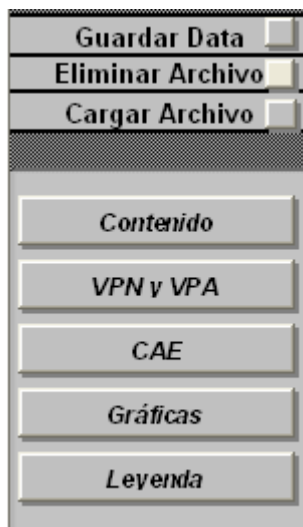 Guardar Data
Eliminar Archivo
Cargar Archivo
Contenido
VPN y VPA
CAE
Gráficas
Leyenda